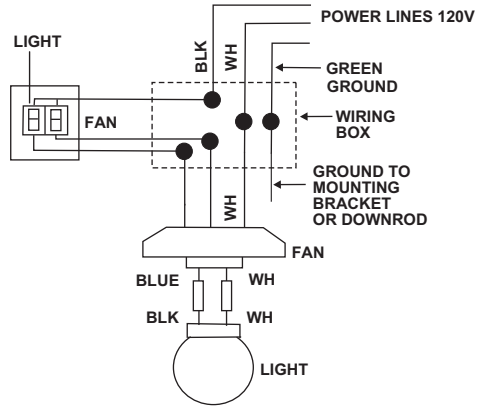 POWER LINES 120V
LIGHT
BLK
WH
GREEN
GROUND
FAN
WIRING
BOX
GROUND TO
MOUNTING
BRACKET
OR DOWNROD
WH
FAN
BLUE
WH
BLK
WH
LIGHT